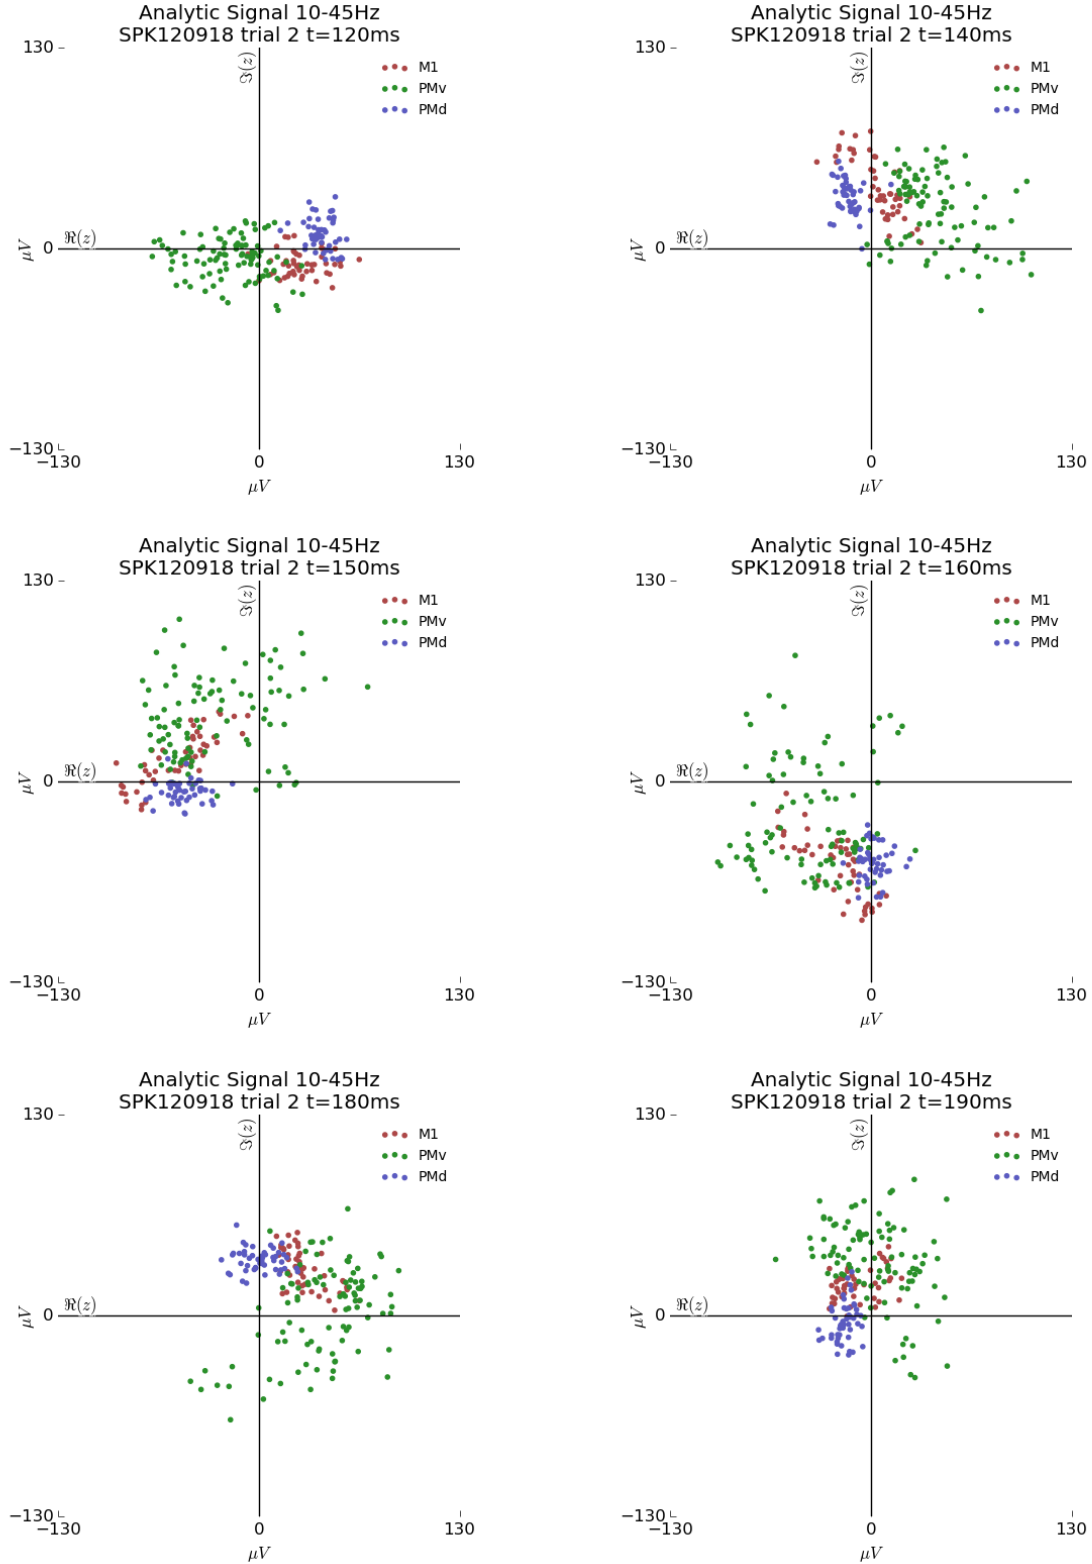 Analytic Signal 10-45Hz
SPK120918 trial 2 t=120ms
130
ℑ(z)
M1
PMv
PMd
μV
0
ℜ(z)
−130
−130
0
130
μV
Analytic Signal 10-45Hz
SPK120918 trial 2 t=140ms
130
ℑ(z)
M1
PMv
PMd
μV
0
ℜ(z)
−130
−130
0
130
μV
Analytic Signal 10-45Hz
SPK120918 trial 2 t=150ms
130
ℑ(z)
M1
PMv
PMd
μV
0
ℜ(z)
−130
−130
0
130
μV
Analytic Signal 10-45Hz
SPK120918 trial 2 t=160ms
130
ℑ(z)
M1
PMv
PMd
μV
0
ℜ(z)
−130
−130
0
130
μV
Analytic Signal 10-45Hz
SPK120918 trial 2 t=180ms
130
ℑ(z)
M1
PMv
PMd
μV
0
ℜ(z)
−130
−130
0
130
μV
Analytic Signal 10-45Hz
SPK120918 trial 2 t=190ms
130
ℑ(z)
M1
PMv
PMd
μV
0
ℜ(z)
−130
−130
0
130
μV